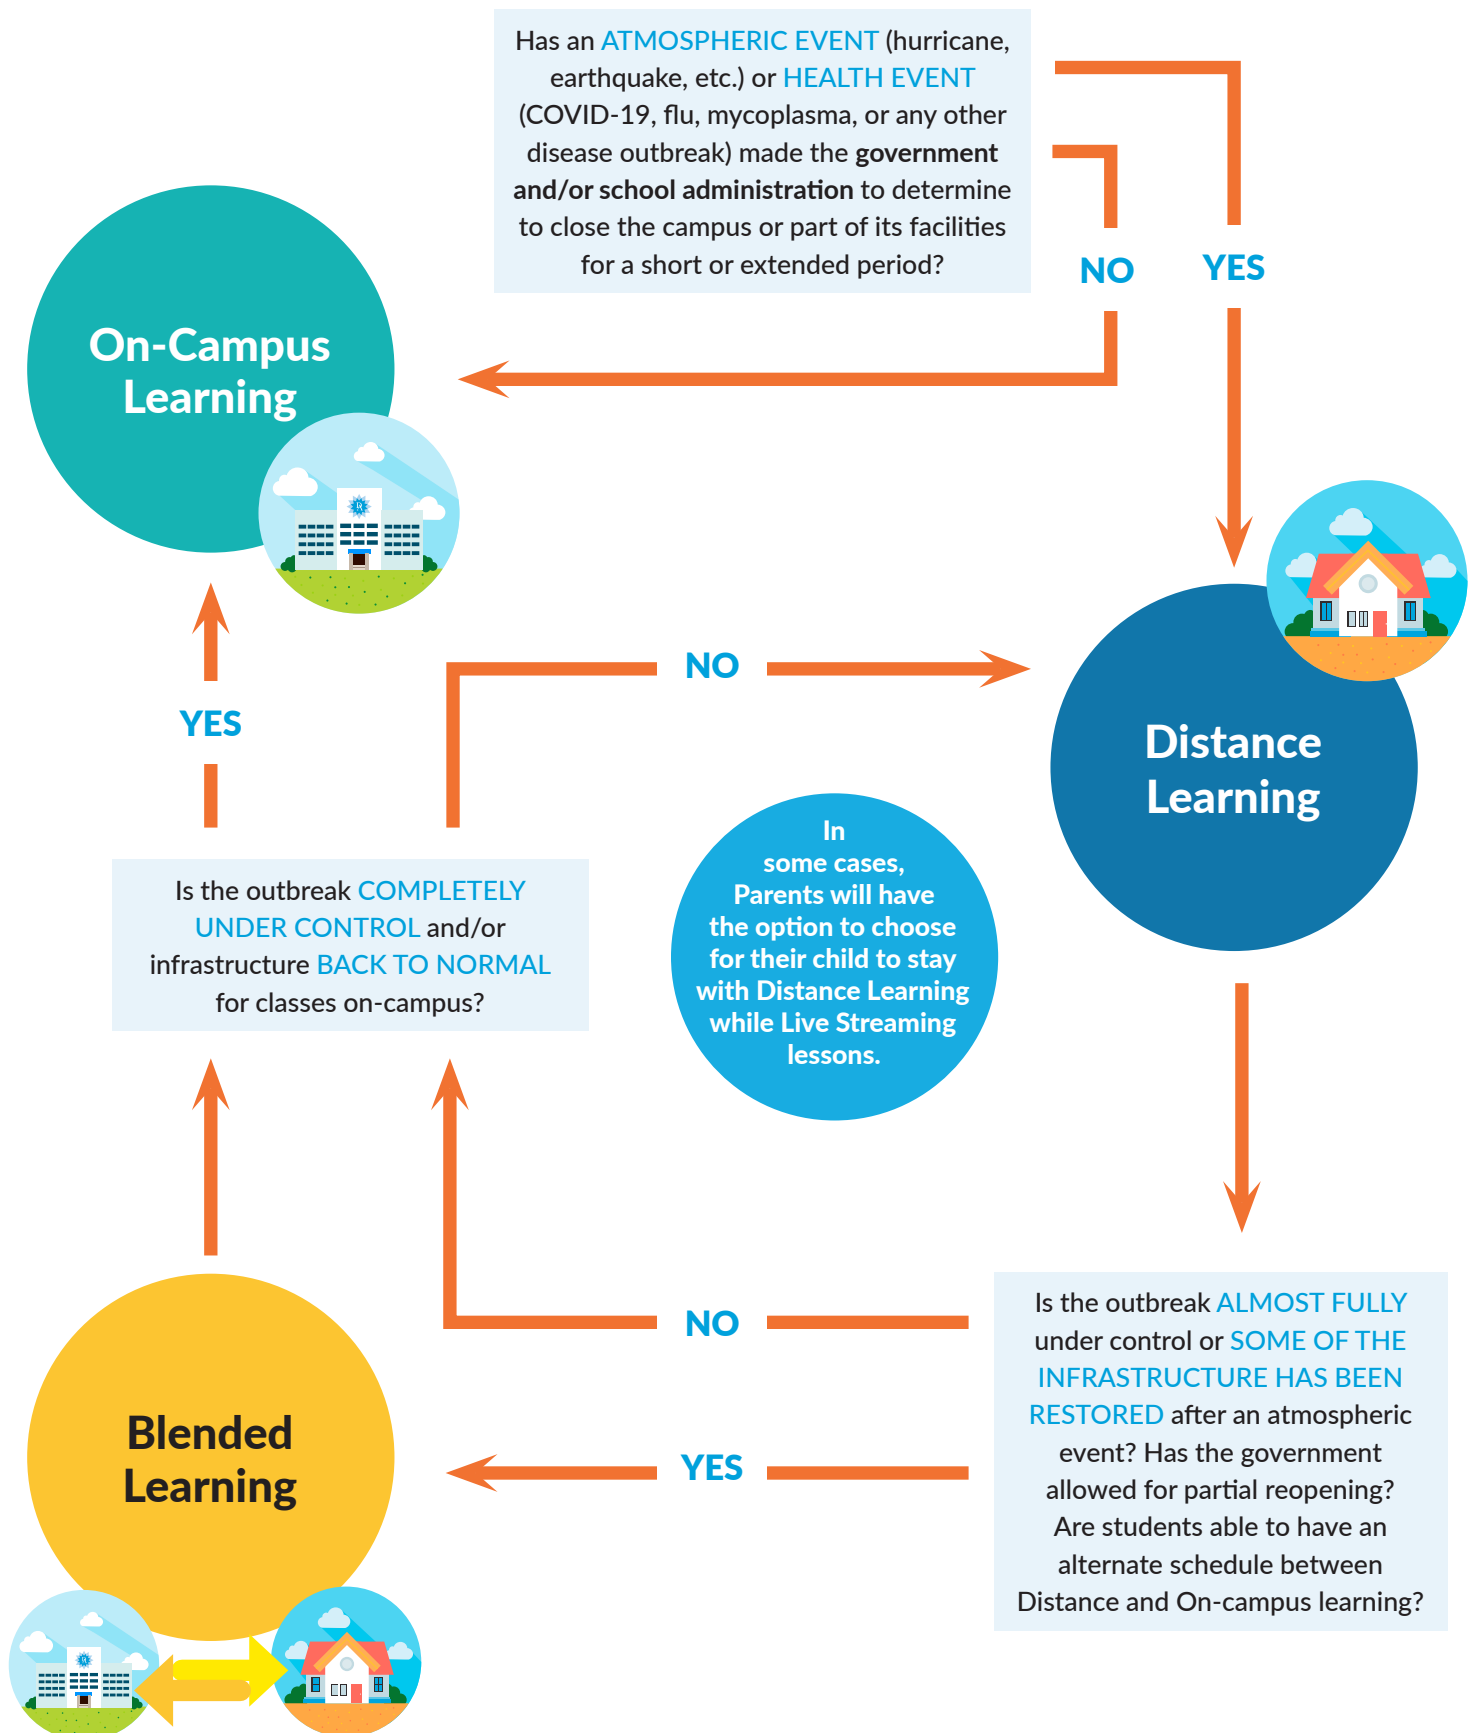 Has an ATMOSPHERIC EVENT (hurricane,
earthquake, etc.) or HEALTH EVENT
(COVID-19, flu, mycoplasma, or any other
disease outbreak) made the government
and/or school administration to determine
to close the campus or part of its facilities
for a short or extended period?
NO
YES
On-Campus
Learning
NO
YES
Distance
Learning
In
some cases,
Parents will have
the option to choose
for their child to stay
with Distance Learning
while Live Streaming
lessons.
Is the outbreak COMPLETELY
UNDER CONTROL and/or
infrastructure BACK TO NORMAL
for classes on-campus?
NO
YES
Is the outbreak ALMOST FULLY
under control or SOME OF THE
INFRASTRUCTURE HAS BEEN
RESTORED after an atmospheric
event? Has the government
allowed for partial reopening?
Are students able to have an
alternate schedule between
Distance and On-campus learning?
Blended
Learning